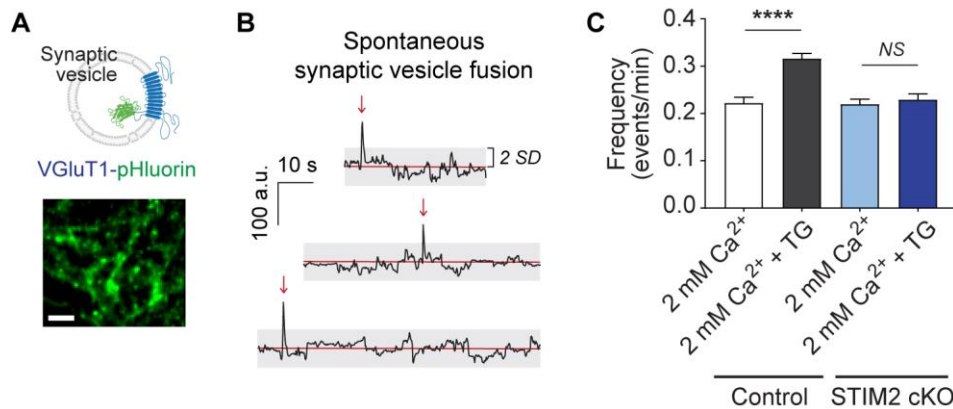 A
Synaptic
vesicle
VGluT1-pHluorin
B
Spontaneous
synaptic vesicle fusion
10 s
2 SD
100 a.u.
C
****
NS
Frequency
(events/min)
0.4
0.3
0.2
0.1
0.0
2 mM Ca²⁺
2 mM Ca²⁺ + TG
2 mM Ca²⁺
2 mM Ca²⁺ + TG
Control
STIM2 cKO